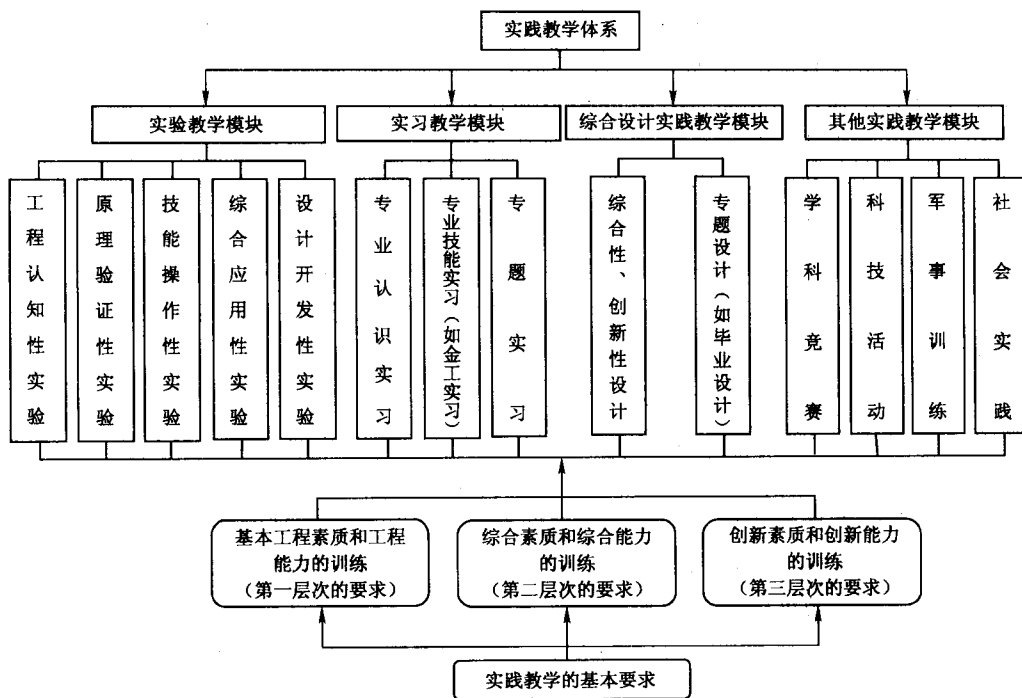 实践教学体系
实验教学模块
实习教学模块
综合设计实践教学模块
其他实践教学模块
工程认知性实验
原理验证性实验
技能操作性实验
综合应用性实验
设计开发性实验
专业认识实习
专业技能实习（如金工实习）
专题实习
综合性、创新性设计
专题设计（如毕业设计）
学科竞赛
科技活动
军事训练
社会实践
基本工程素质和工程
能力的训练
（第一层次的要求）
综合素质和综合能力
的训练
（第二层次的要求）
创新素质和创新能力
的训练
（第三层次的要求）
实践教学的基本要求